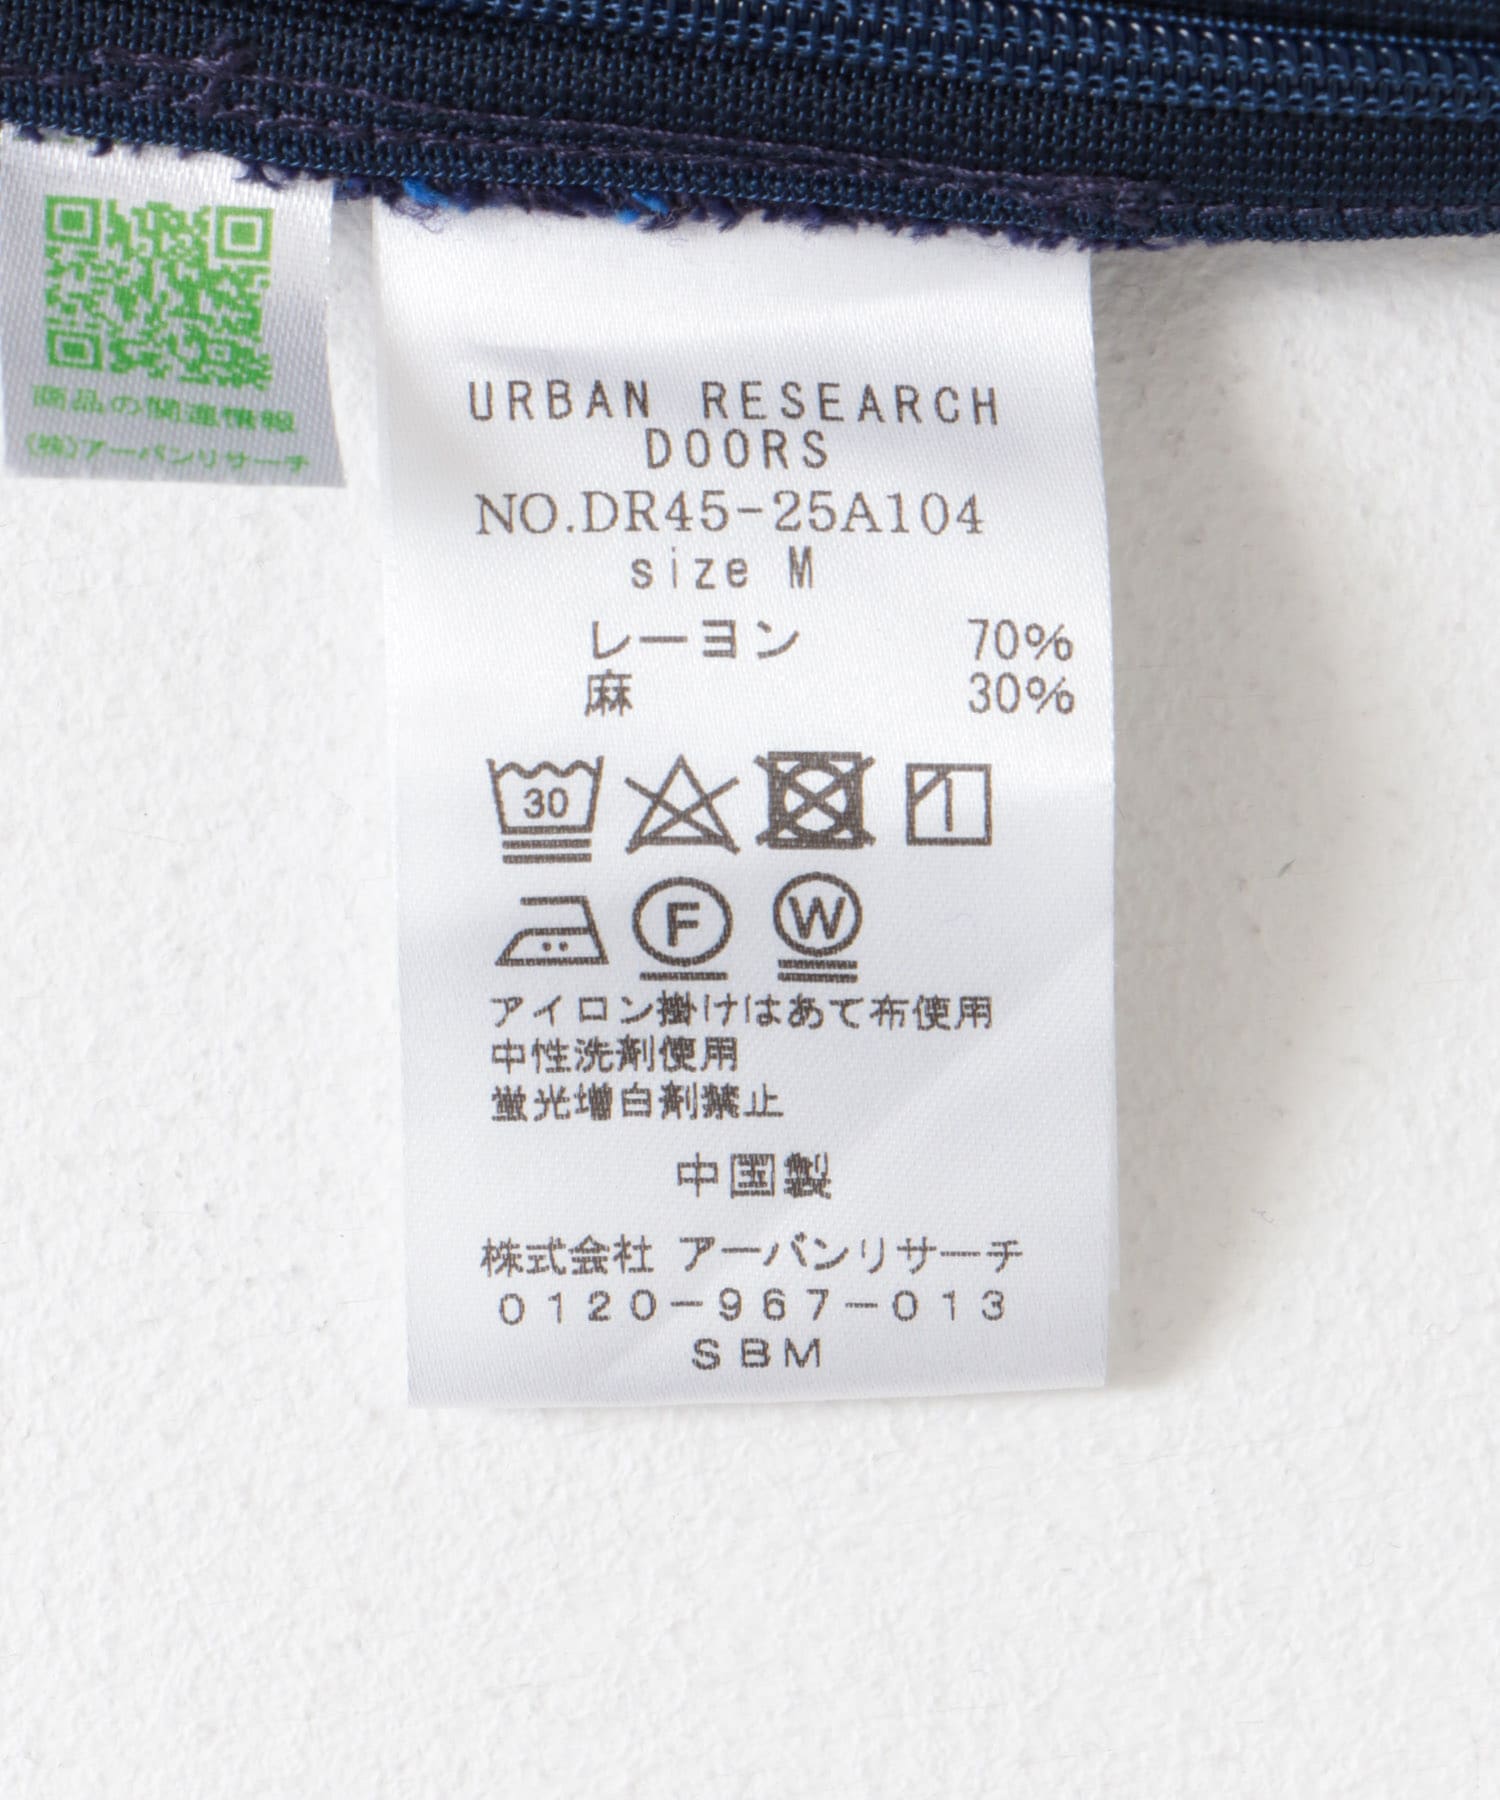 商品の関連情報
(株)アーバンリサーチ
URBAN RESEARCH
DOORS
NO.DR45-25A104
size M
レーヨン 70%
麻 30%
30
F W
アイロン掛けはあて布使用
中性洗剤使用
蛍光増白剤禁止
中国製
株式会社 アーバンリサーチ
0120-967-013
SBM